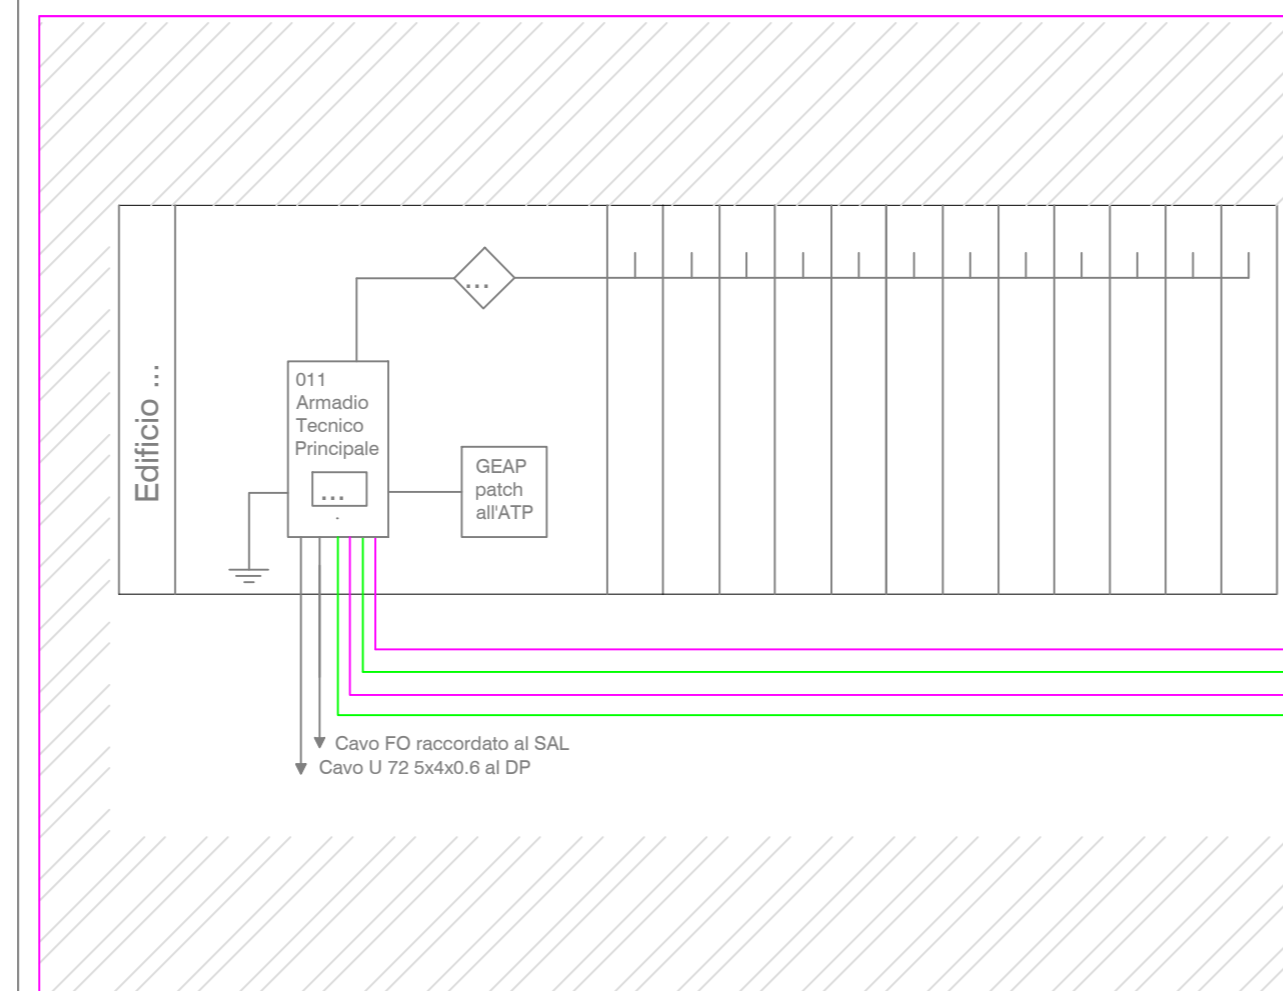 Edificio ...
...
011
Armadio
Tecnico
Principale
...
GEAP
patch
all'ATP
Cavo FO raccordato al SAL
Cavo U 72 5x4x0.6 al DP